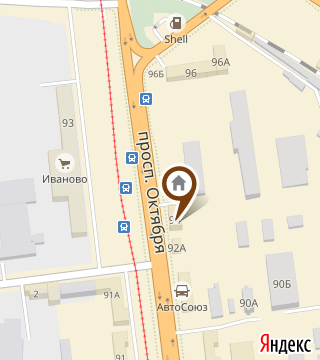 Shell
96Б
96
96А
93
Иваново
просп. Октября
92А
АвтоСоюз
90Б
90А
2
91А
91
Яндекс